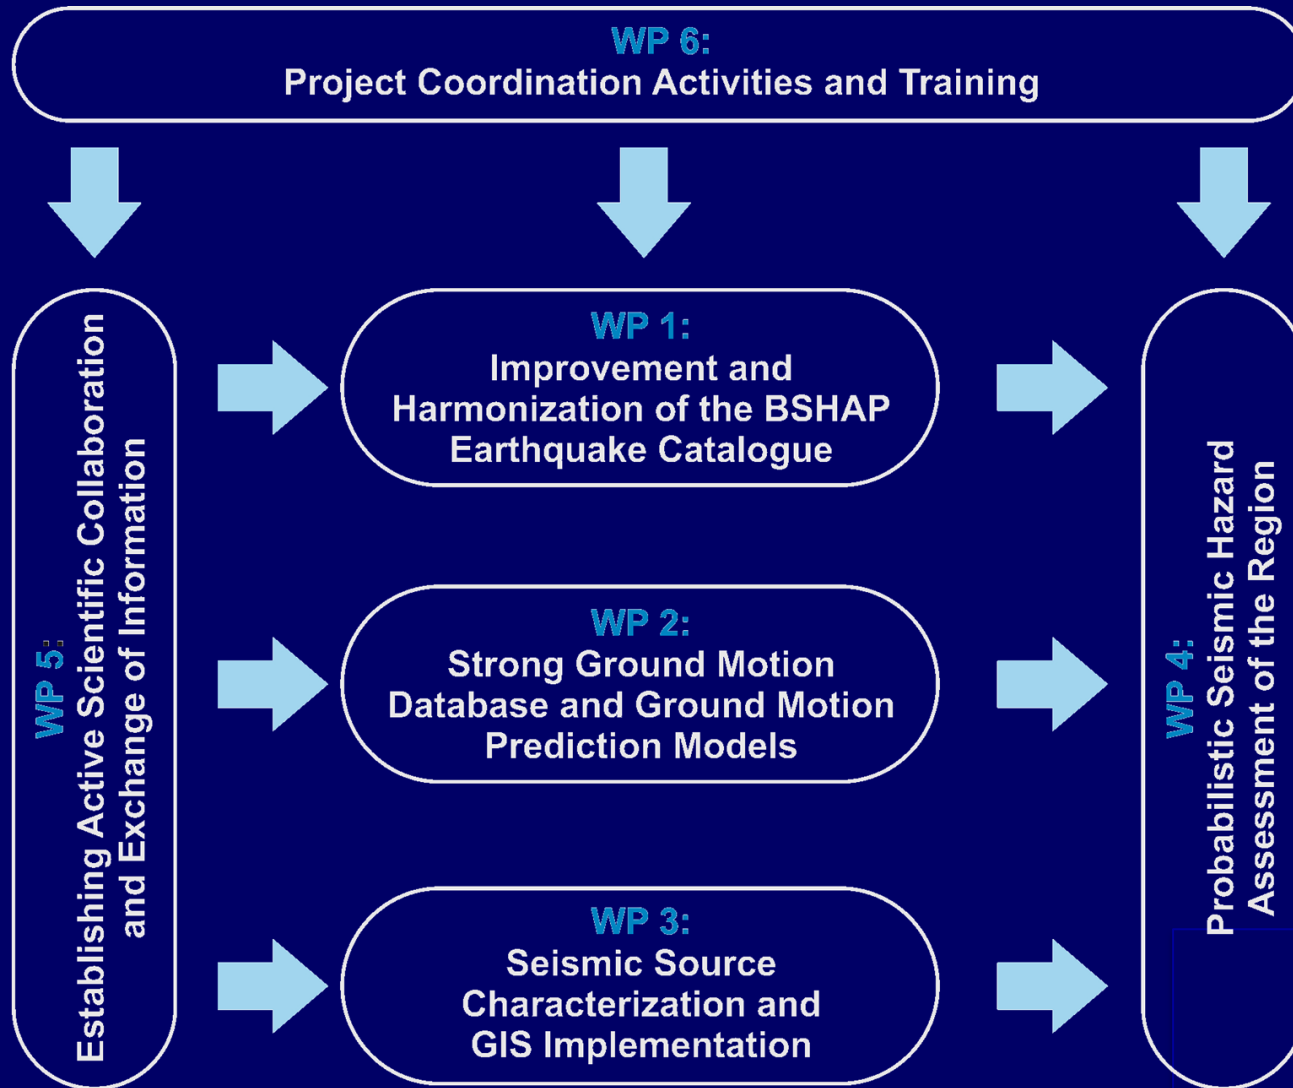 WP 6:
Project Coordination Activities and Training
WP 5:
Establishing Active Scientific Collaboration
and Exchange of Information
WP 1:
Improvement and
Harmonization of the BSHAP
Earthquake Catalogue
WP 2:
Strong Ground Motion
Database and Ground Motion
Prediction Models
WP 3:
Seismic Source
Characterization and
GIS Implementation
WP 4:
Probabilistic Seismic Hazard
Assessment of the Region